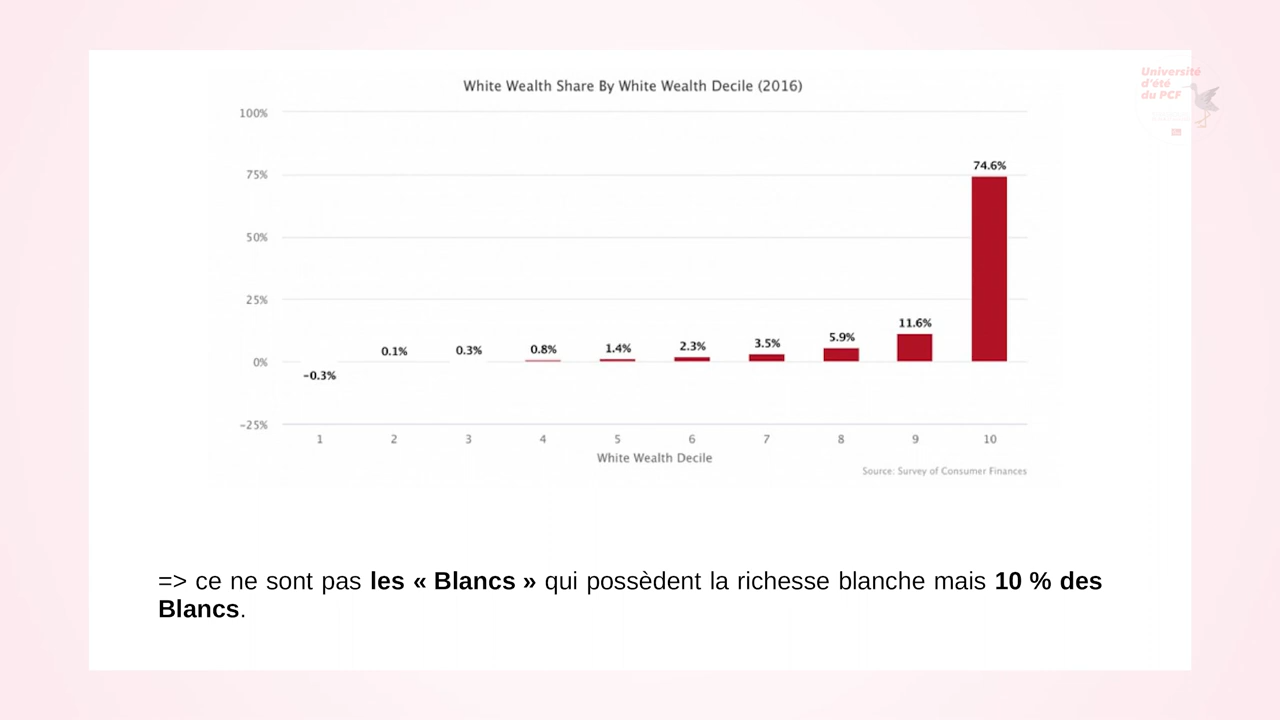 White Wealth Share By White Wealth Decile (2016)
100%
75%
50%
25%
0%
−25%
−0.3%
0.1%
0.3%
0.8%
1.4%
2.3%
3.5%
5.9%
11.6%
74.6%
1 2 3 4 5 6 7 8 9 10
White Wealth Decile
Source: Survey of Consumer Finances
Université
d'été
du PCF
=> ce ne sont pas les « Blancs » qui possèdent la richesse blanche mais 10 % des
Blancs.